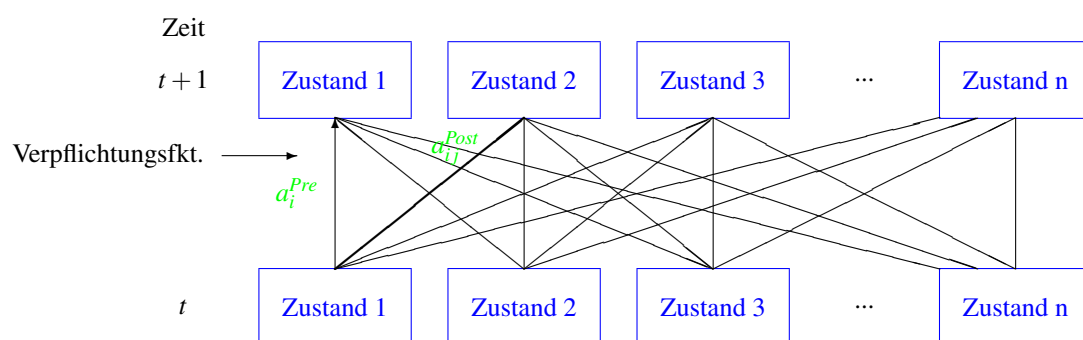 Zeit
t + 1 Zustand 1 Zustand 2 Zustand 3 ... Zustand n
a_{ij}^{Post}
Verpflichtungsfkt.
a_i^{Pre}
t Zustand 1 Zustand 2 Zustand 3 ... Zustand n